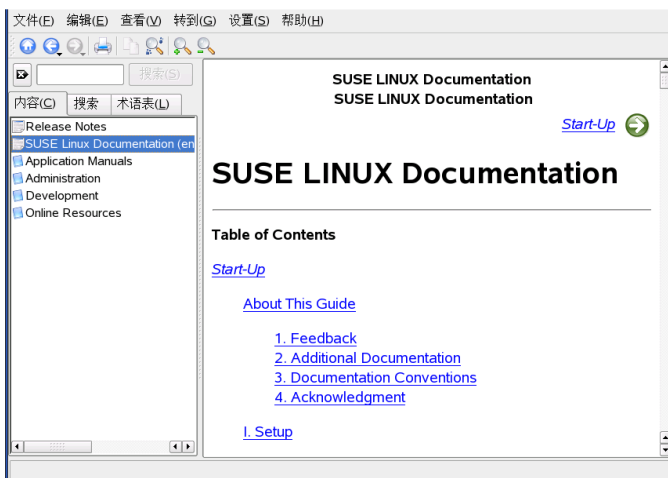 文件(F) 编辑(E) 查看(V) 转到(G) 设置(S) 帮助(H)
搜索(S)
内容(C) 搜索 术语表(L)
Release Notes
SUSE Linux Documentation (en
Application Manuals
Administration
Development
Online Resources
SUSE LINUX Documentation
SUSE LINUX Documentation
Start-Up
SUSE LINUX Documentation
Table of Contents
Start-Up
About This Guide
1. Feedback
2. Additional Documentation
3. Documentation Conventions
4. Acknowledgment
I. Setup